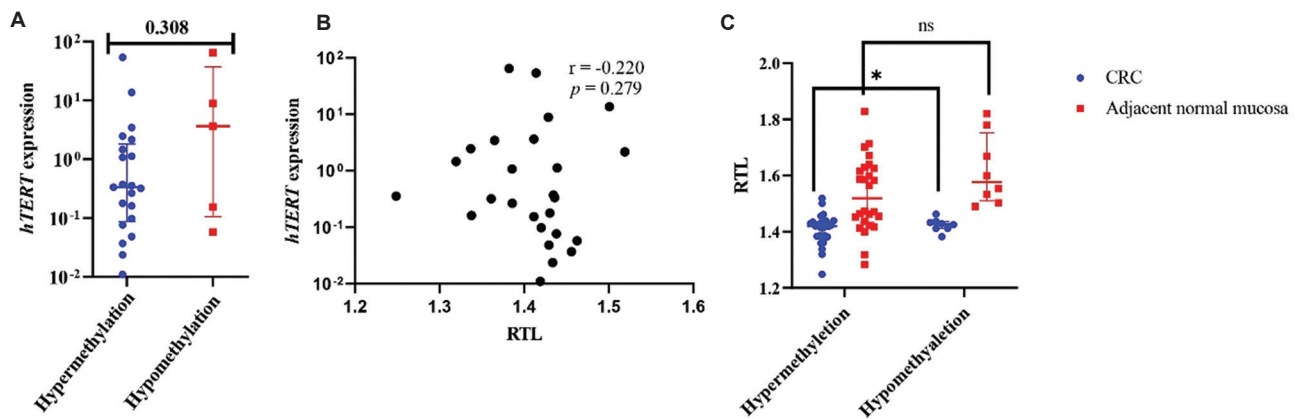 A
0.308
hTERT expression
10²
10¹
10⁰
10⁻¹
10⁻²
Hypermethylation
Hypomethylation
B
hTERT expression
10²
10¹
10⁰
10⁻¹
10⁻²
r = -0.220
p = 0.279
1.2
1.3
1.4
1.5
1.6
RTL
C
ns
*
RTL
2.0
1.8
1.6
1.4
1.2
Hypermethyletion
Hypomethyaletion
CRC
Adjacent normal mucosa